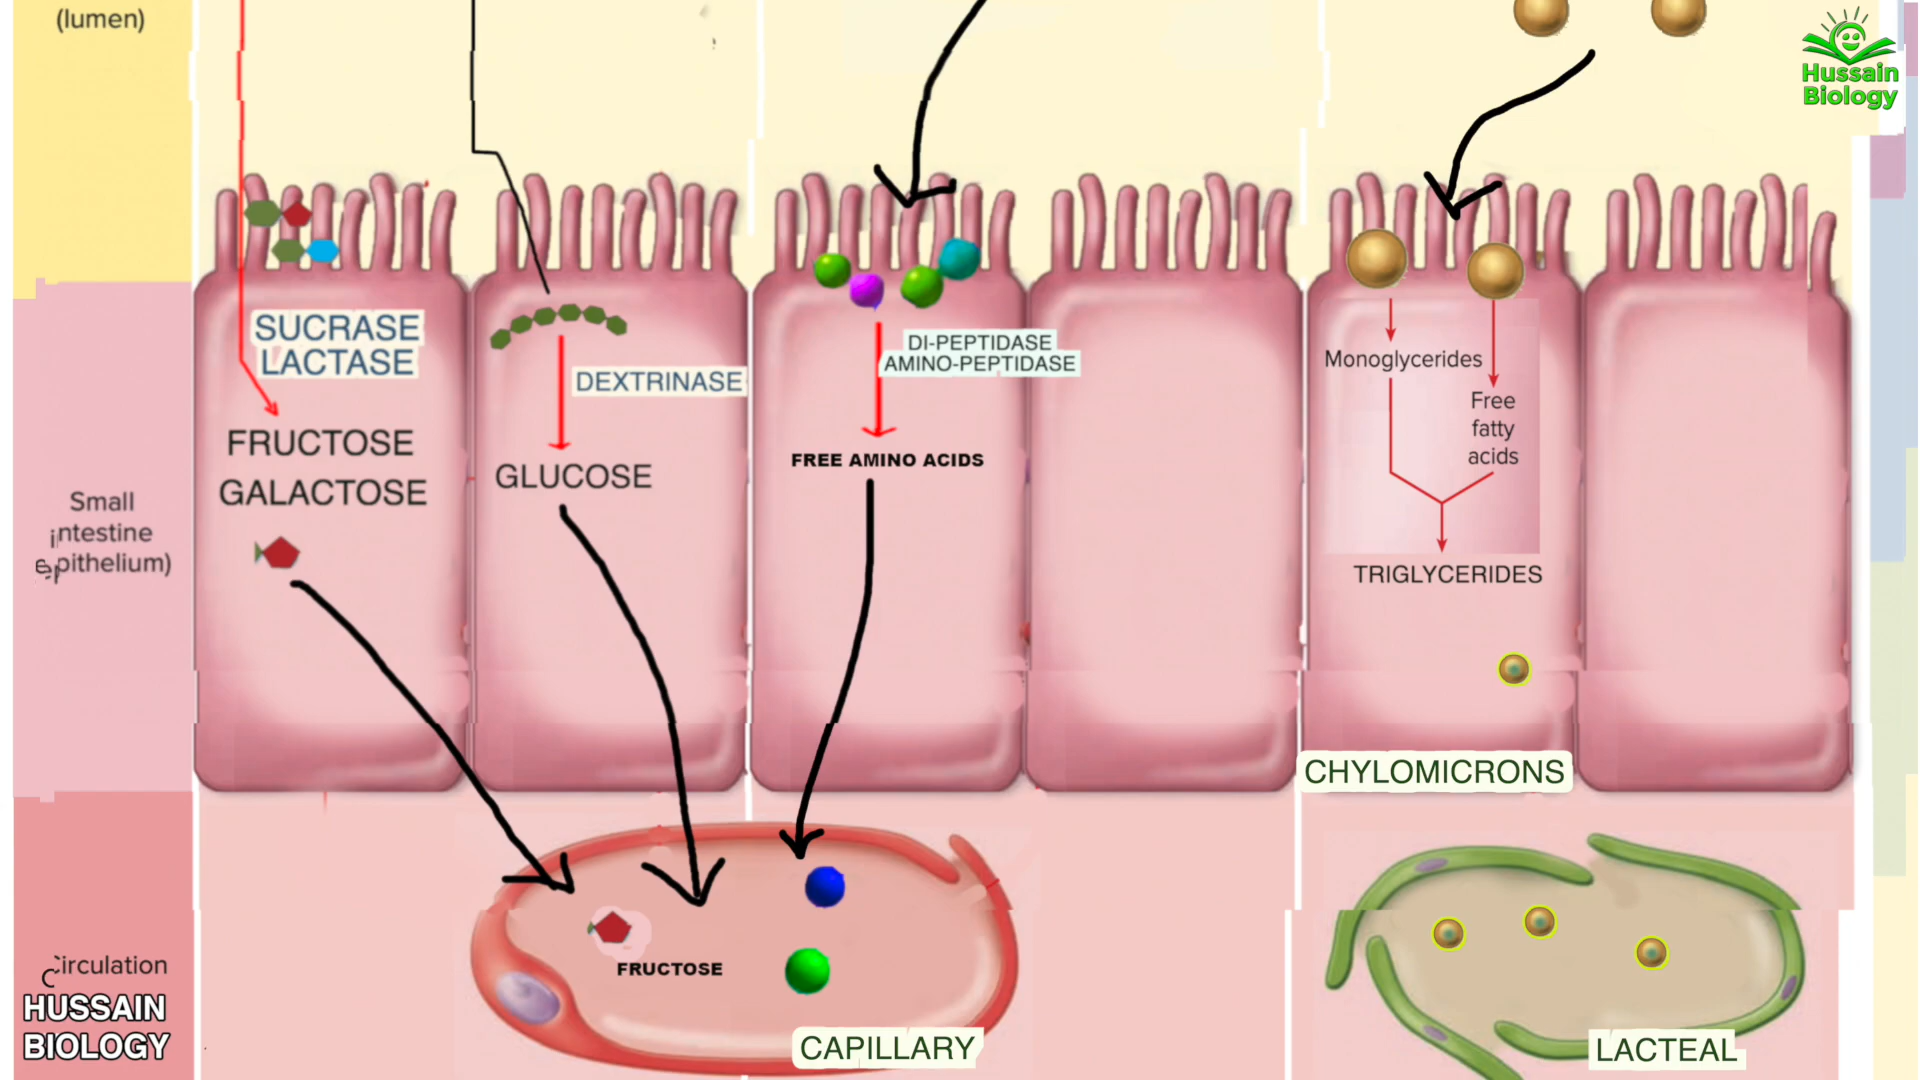 (lumen)
Hussain
Biology
SUCRASE
LACTASE
FRUCTOSE
GALACTOSE
DEXTRINASE
GLUCOSE
DI-PEPTIDASE
AMINO-PEPTIDASE
FREE AMINO ACIDS
Monoglycerides
Free
fatty
acids
TRIGLYCERIDES
Small
intestine
epithelium)
CHYLOMICRONS
Circulation
HUSSAIN
BIOLOGY
FRUCTOSE
CAPILLARY
LACTEAL